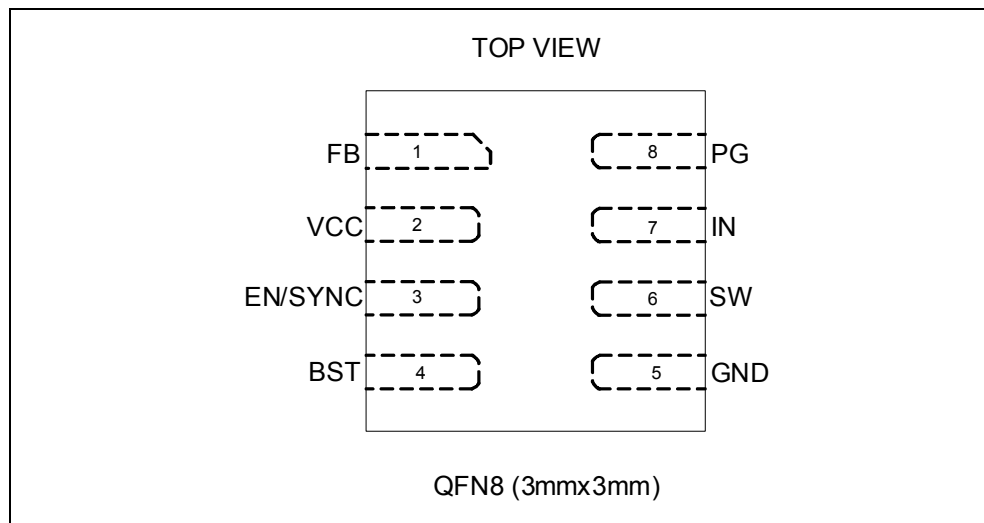 TOP VIEW
FB 1 8 PG
VCC 2 7 IN
EN/SYNC 3 6 SW
BST 4 5 GND
QFN8 (3mmx3mm)